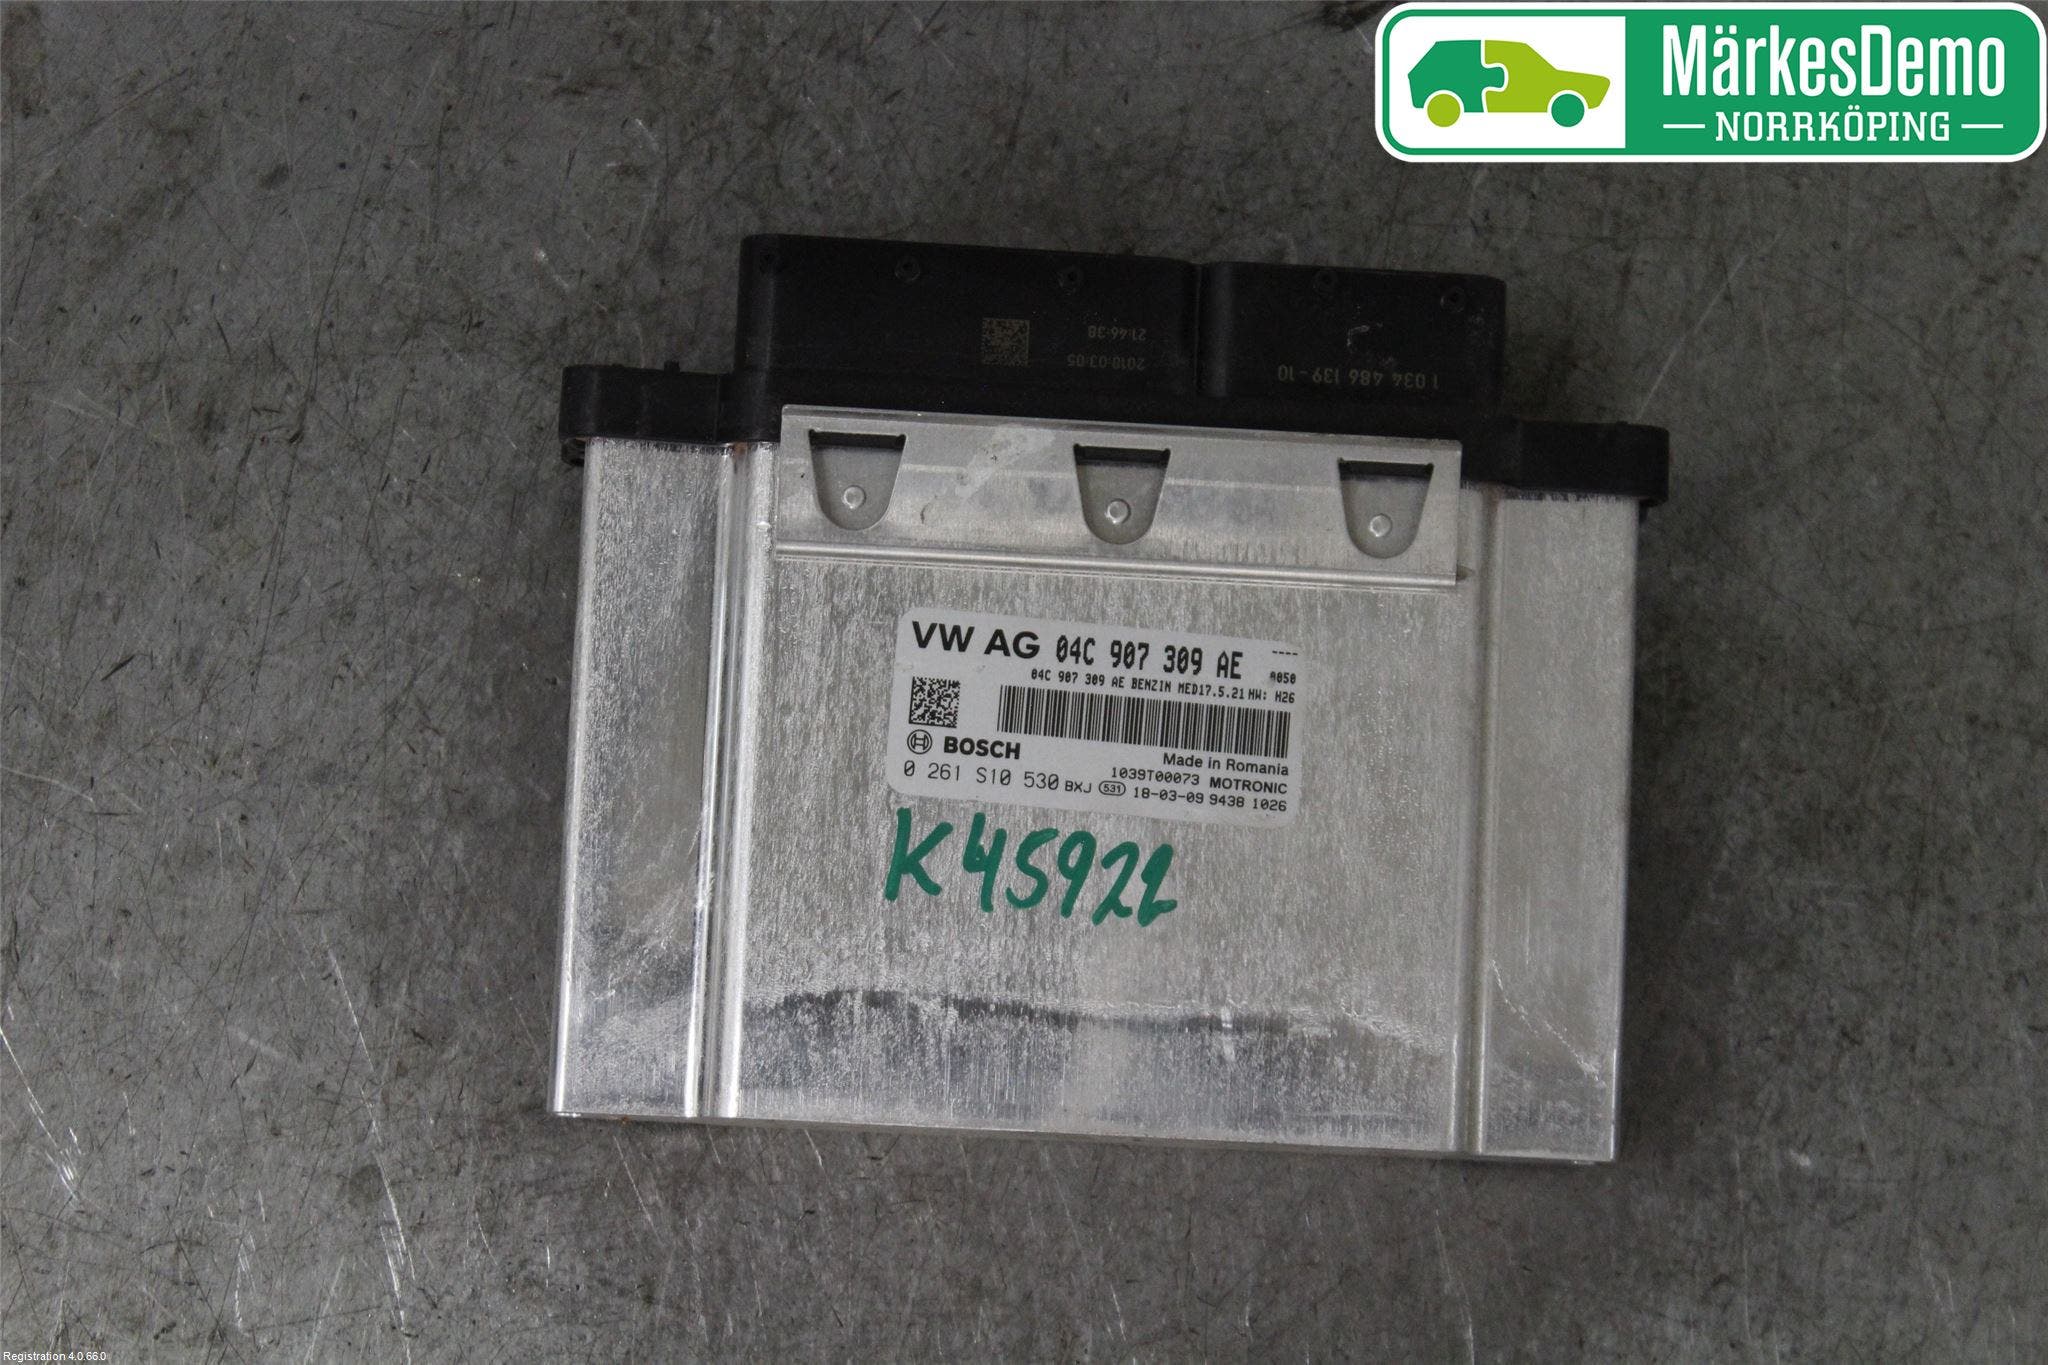 MärkesDemo
NORRKÖPING
21:46:38
2018:03:05
1 034 486 139-10
VW AG 04C 907 309 AE ----
04C 907 309 AE BENZIN MED17.5.21 HW: H26
A050
BOSCH
Made in Romania
1039T00073 MOTRONIC
0 261 S10 530 BXJ 531 18-03-09 9438 1026
K45922
Registration 4.0.66.0